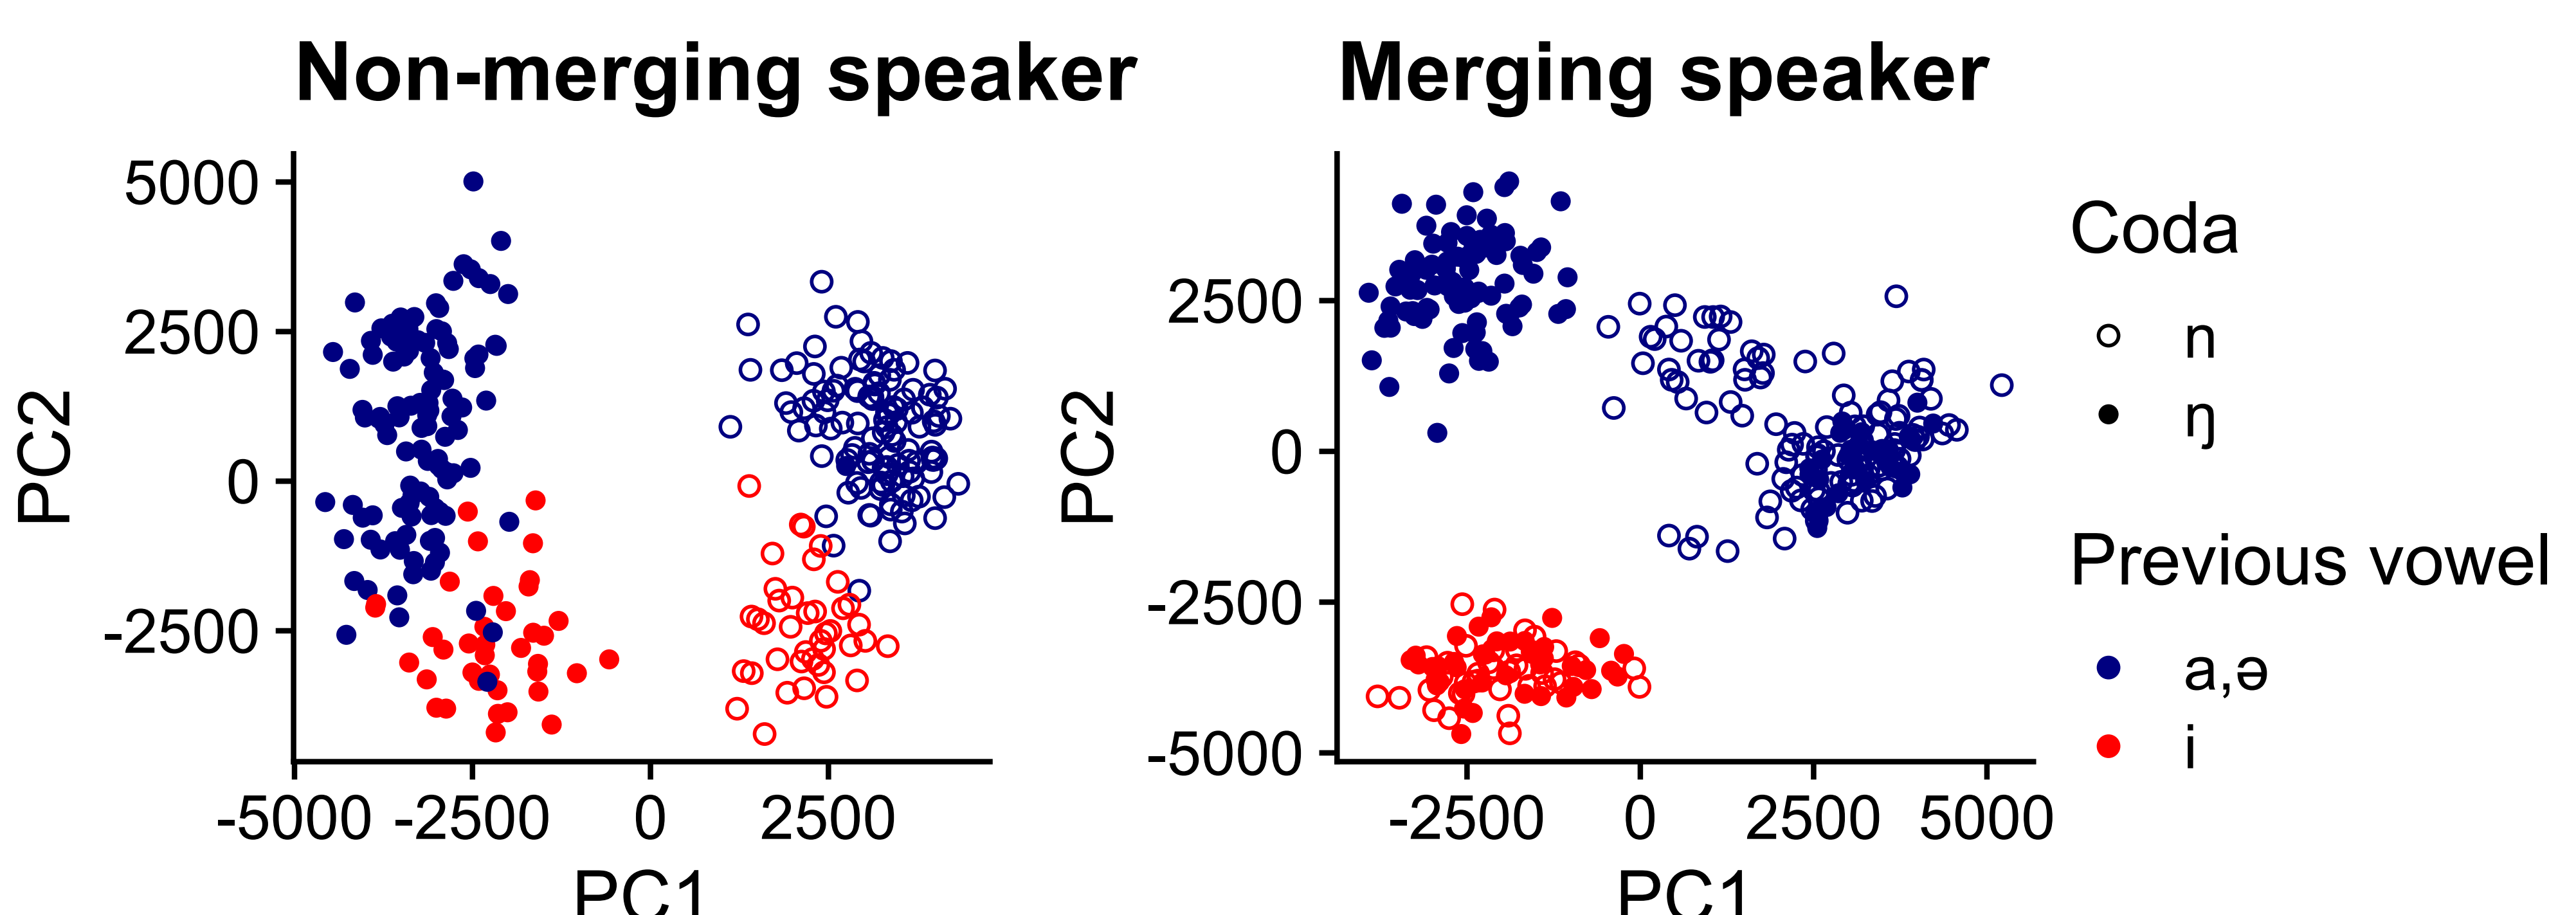 Non-merging speaker
5000
2500
0
-2500
PC2
-5000 -2500 0 2500
PC1
Merging speaker
2500
0
-2500
-5000
PC2
-2500 0 2500 5000
PC1
Coda
n
ŋ
Previous vowel
a,ə
i